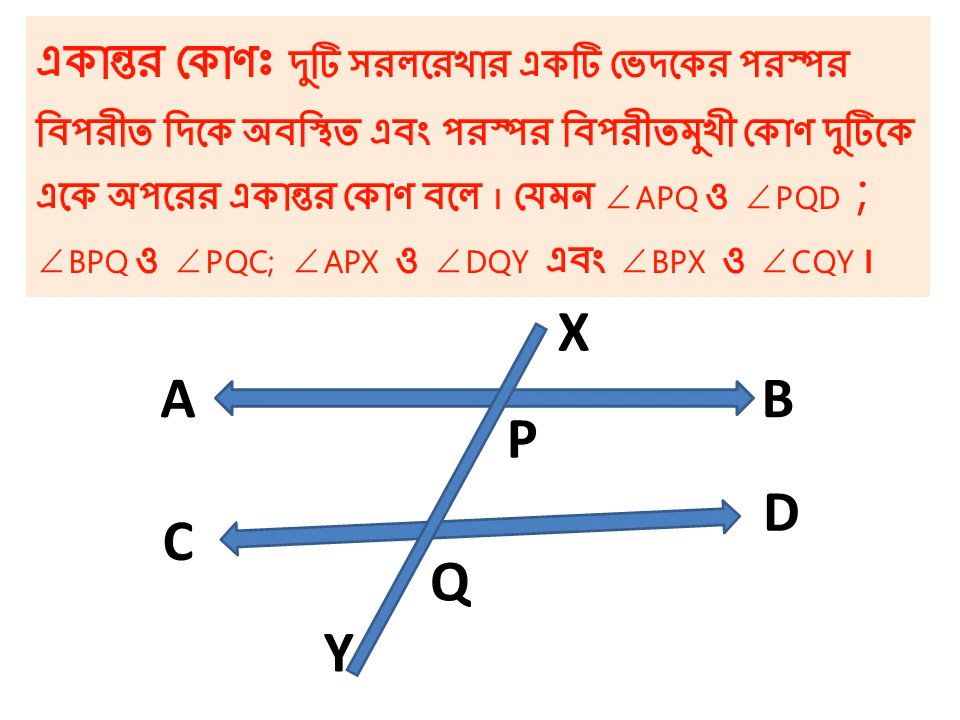 একান্তর কোণঃ দুটি সরলরেখার একটি ভেদকের পরস্পর
বিপরীত দিকে অবস্থিত এবং পরস্পর বিপরীতমুখী কোণ দুটিকে
একে অপরের একান্তর কোণ বলে । যেমন ∠APQ ও ∠PQD ;
∠BPQ ও ∠PQC; ∠APX ও ∠DQY এবং ∠BPX ও ∠CQY ।
X
A B
P
C D
Q
Y